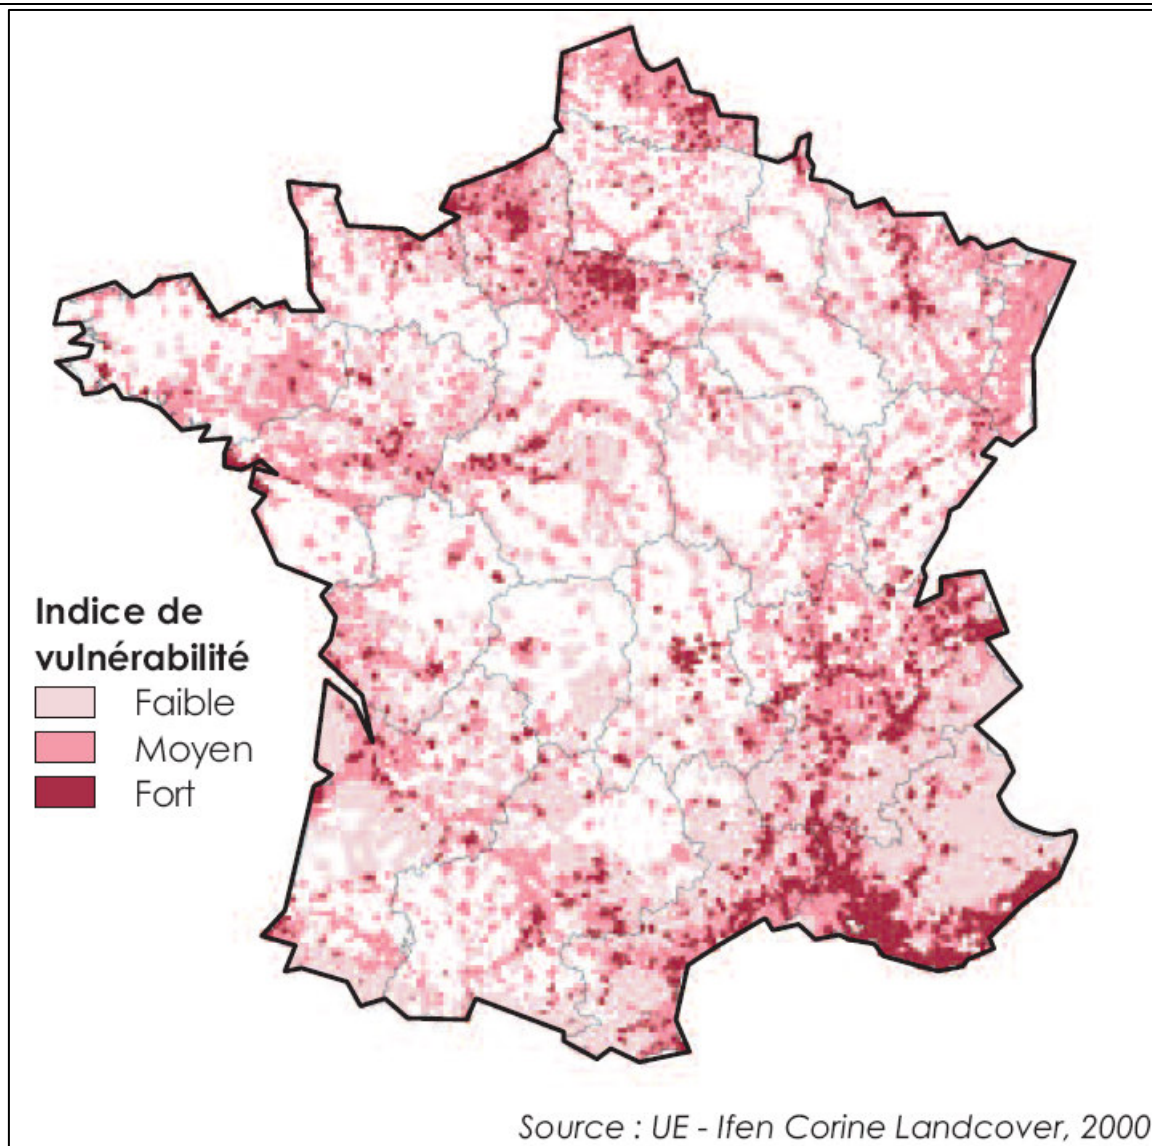 Indice de
vulnérabilité
Faible
Moyen
Fort
Source : UE - Ifen Corine Landcover, 2000